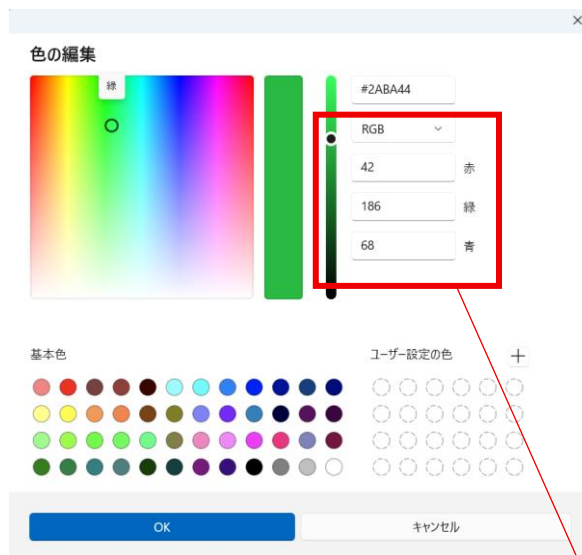 色の編集
緑
#2ABA44
RGB
42 赤
186 緑
68 青
基本色
ユーザー設定の色
OK
キャンセル